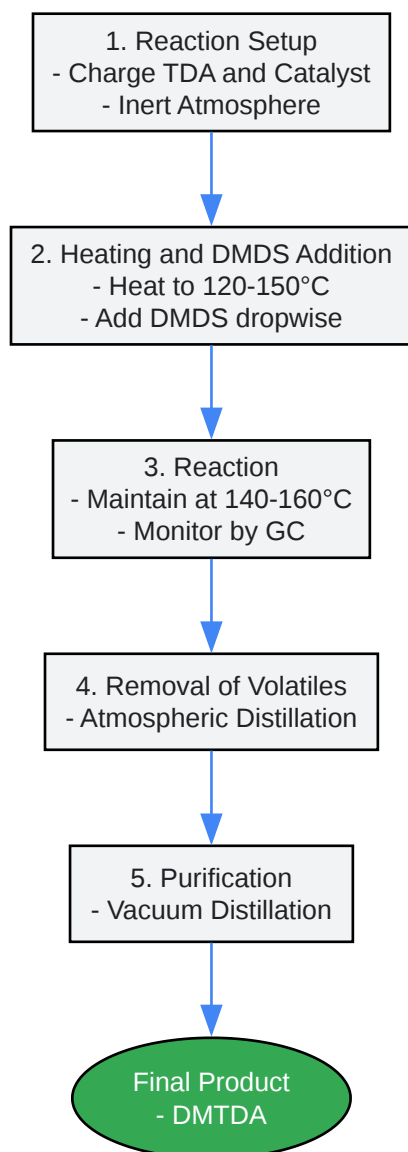 1. Reaction Setup
- Charge TDA and Catalyst
- Inert Atmosphere
2. Heating and DMDS Addition
- Heat to 120-150°C
- Add DMDS dropwise
3. Reaction
- Maintain at 140-160°C
- Monitor by GC
4. Removal of Volatiles
- Atmospheric Distillation
5. Purification
- Vacuum Distillation
Final Product
- DMTDA